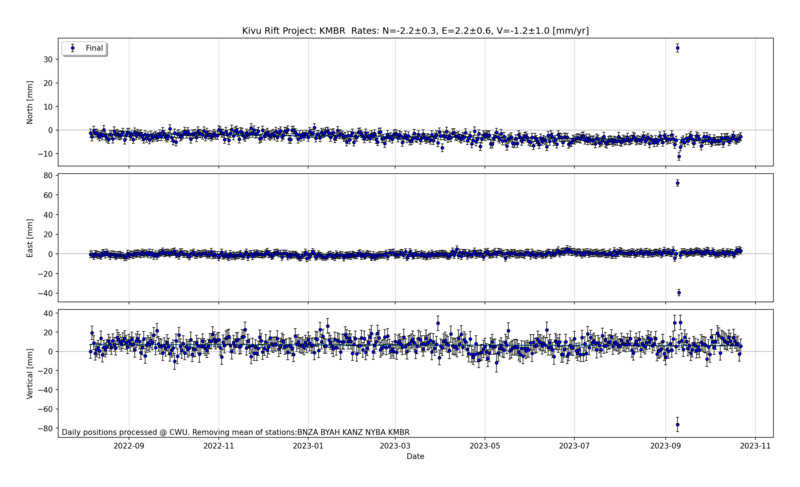 Kivu Rift Project: KMBR  Rates: N=-2.2±0.3, E=2.2±0.6, V=-1.2±1.0 [mm/yr]
Final
North [mm]
30
20
10
0
−10
East [mm]
80
60
40
20
0
−20
−40
Vertical [mm]
40
20
0
−20
−40
−60
−80
Daily positions processed @ CWU. Removing mean of stations:BNZA BYAH KANZ NYBA KMBR
2022-09 2022-11 2023-01 2023-03 2023-05 2023-07 2023-09 2023-11
Date